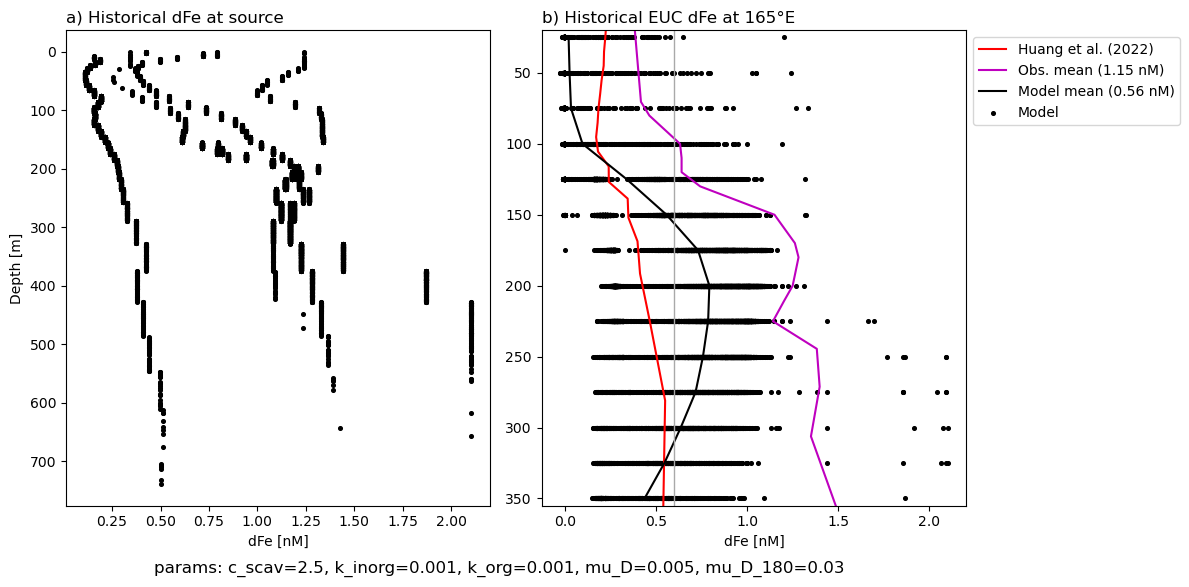 a) Historical dFe at source
b) Historical EUC dFe at 165°E
0
100
200
300
400
500
600
700
Depth [m]
0.25 0.50 0.75 1.00 1.25 1.50 1.75 2.00
dFe [nM]
50
100
150
200
250
300
350
0.0 0.5 1.0 1.5 2.0
dFe [nM]
Huang et al. (2022)
Obs. mean (1.15 nM)
Model mean (0.56 nM)
Model
params: c_scav=2.5, k_inorg=0.001, k_org=0.001, mu_D=0.005, mu_D_180=0.03